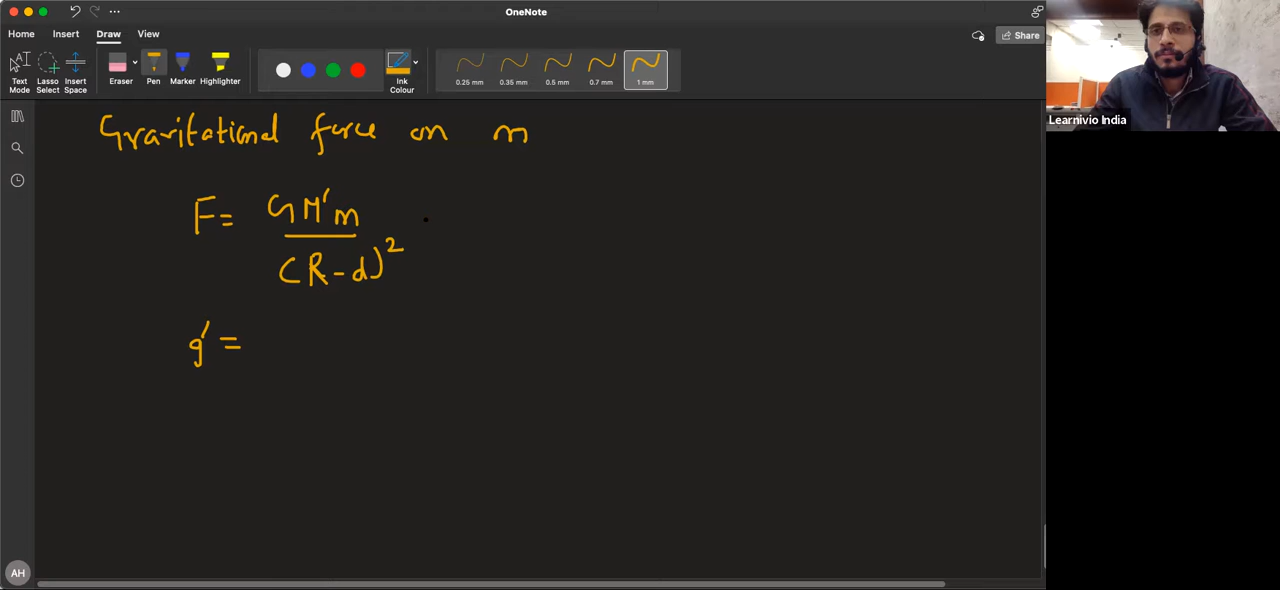 OneNote
Home Insert Draw View
Share
Text Mode Lasso Select Insert Space Eraser Pen Marker Highlighter Ink Colour 0.25 mm 0.35 mm 0.5 mm 0.7 mm 1 mm
Learnivio India
Gravitational force on m
F= GM'm
(R-d)²
g' =
AH